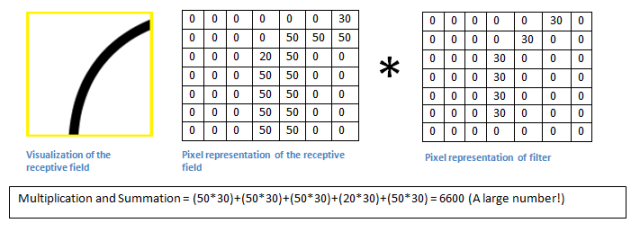 0 0 0 0 0 0 30
0 0 0 0 50 50 50
0 0 0 20 50 0 0
0 0 0 50 50 0 0
0 0 0 50 50 0 0
0 0 0 50 50 0 0
0 0 0 50 50 0 0
*
0 0 0 0 0 30 0
0 0 0 0 30 0 0
0 0 0 30 0 0 0
0 0 0 30 0 0 0
0 0 0 30 0 0 0
0 0 0 30 0 0 0
0 0 0 0 0 0 0
Visualization of the
receptive field
Pixel representation of the receptive
field
Pixel representation of filter
Multiplication and Summation = (50*30)+(50*30)+(50*30)+(20*30)+(50*30) = 6600 (A large number!)